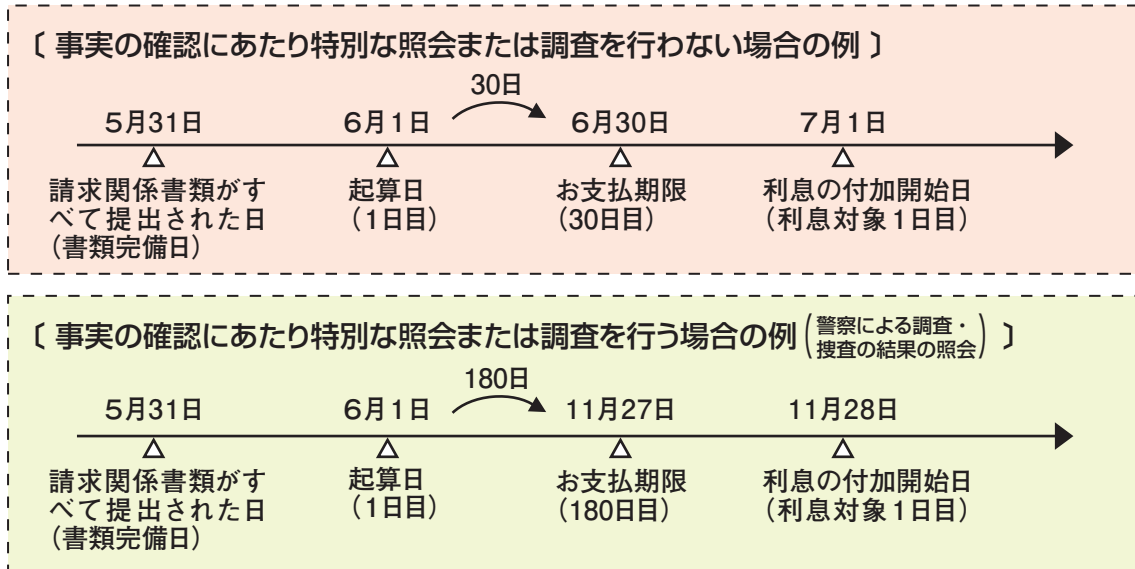 〔 事実の確認にあたり特別な照会または調査を行わない場合の例 〕
30日
5月31日 6月1日 6月30日 7月1日
請求関係書類がす
べて提出された日
(書類完備日)
起算日
(1日目)
お支払期限
(30日目)
利息の付加開始日
(利息対象1日目)
〔 事実の確認にあたり特別な照会または調査を行う場合の例(警察による調査・
捜査の結果の照会) 〕
180日
5月31日 6月1日 11月27日 11月28日
請求関係書類がす
べて提出された日
(書類完備日)
起算日
(1日目)
お支払期限
(180日目)
利息の付加開始日
(利息対象1日目)